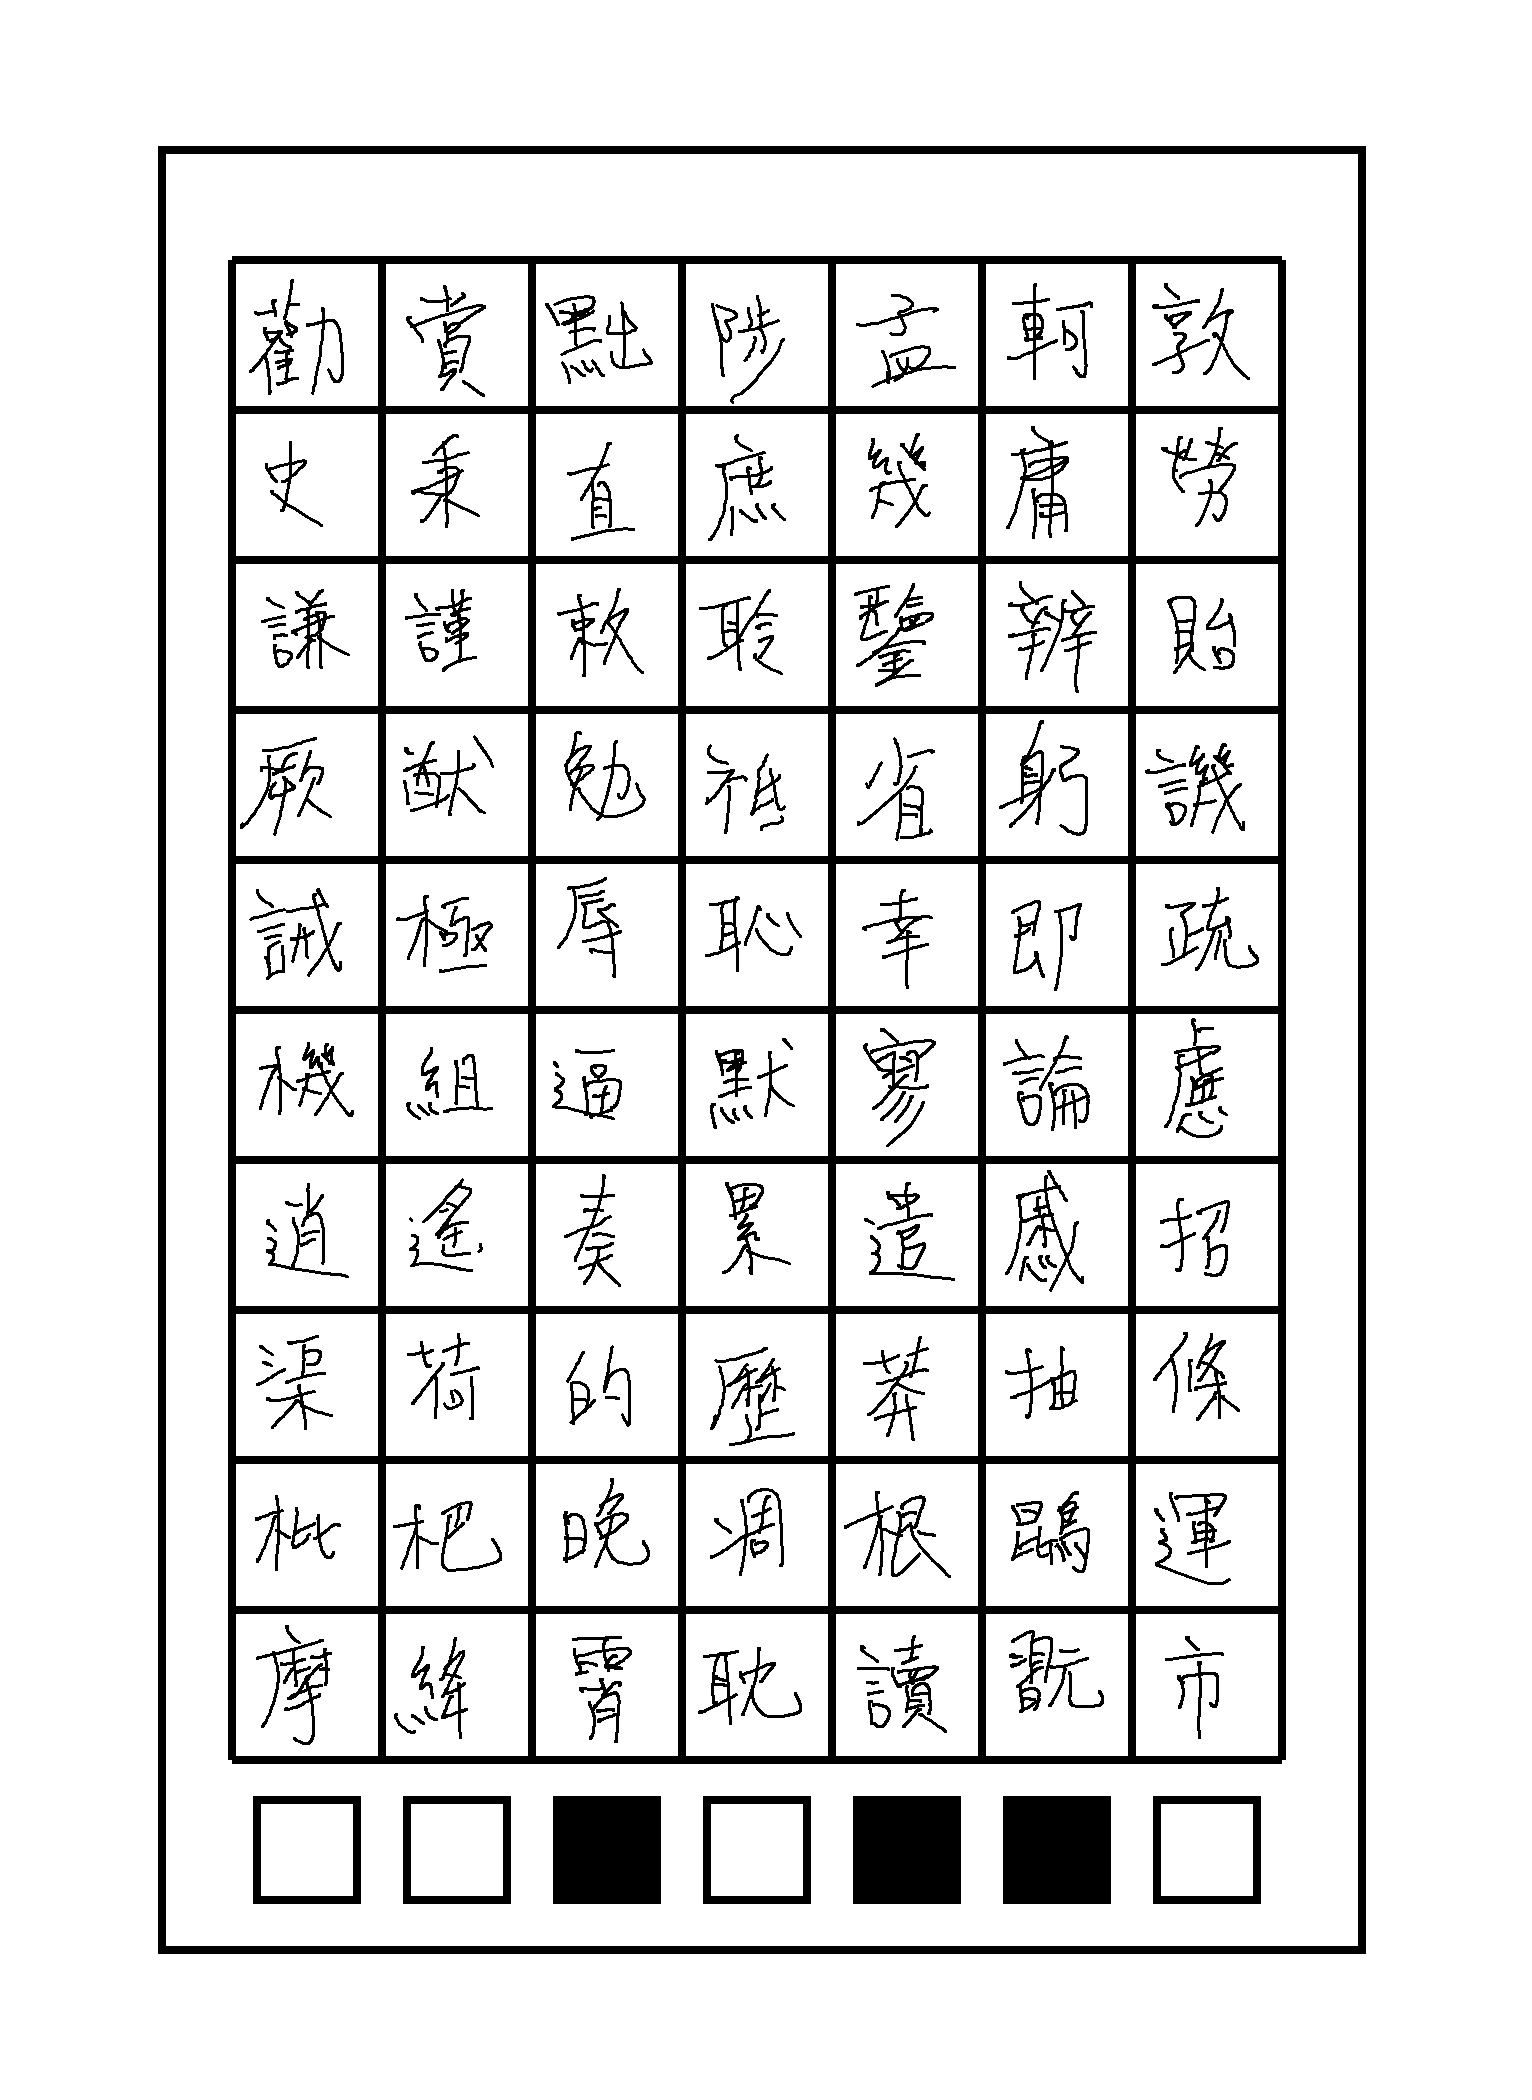 勸賞黜陟孟軻敦
史秉直庶幾庸勞
謙謹敕聆鑒辨貽
厥猷勉祗省躬譏
誡極辱恥幸即疏
機組逼默寥論慮
逍遙奏累遣慼招
渠荷的歷莽抽條
枇杷晚凋根鵾運
摩絳霄耽讀翫市